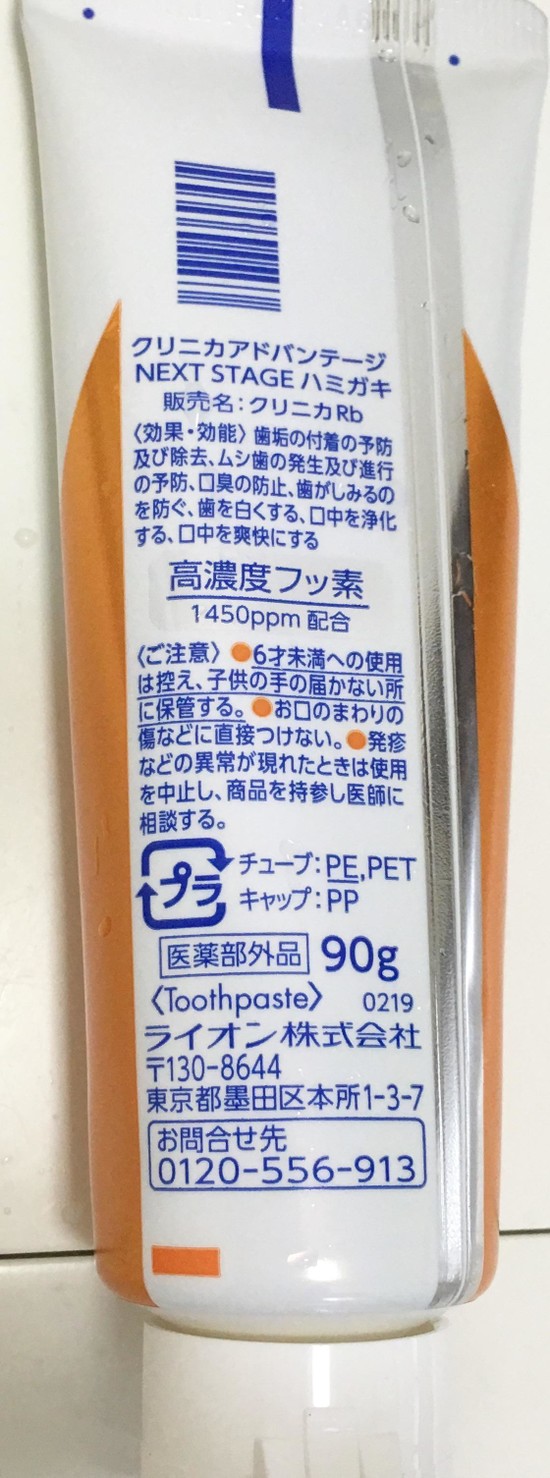 クリニカアドバンテージ
NEXT STAGE ハミガキ
販売名：クリニカRb
〈効果・効能〉歯垢の付着の予防
及び除去、ムシ歯の発生及び進行
の予防、口臭の防止、歯がしみるの
を防ぐ、歯を白くする、口中を浄化
する、口中を爽快にする
高濃度フッ素
1450ppm 配合
〈ご注意〉●6才未満への使用
は控え、子供の手の届かない所
に保管する。●お口のまわりの
傷などに直接つけない。●発疹
などの異常が現れたときは使用
を中止し、商品を持参し医師に
相談する。
プラ
チューブ：PE,PET
キャップ：PP
医薬部外品 90g
〈Toothpaste〉 0219
ライオン株式会社
〒130-8644
東京都墨田区本所1-3-7
お問合せ先
0120-556-913